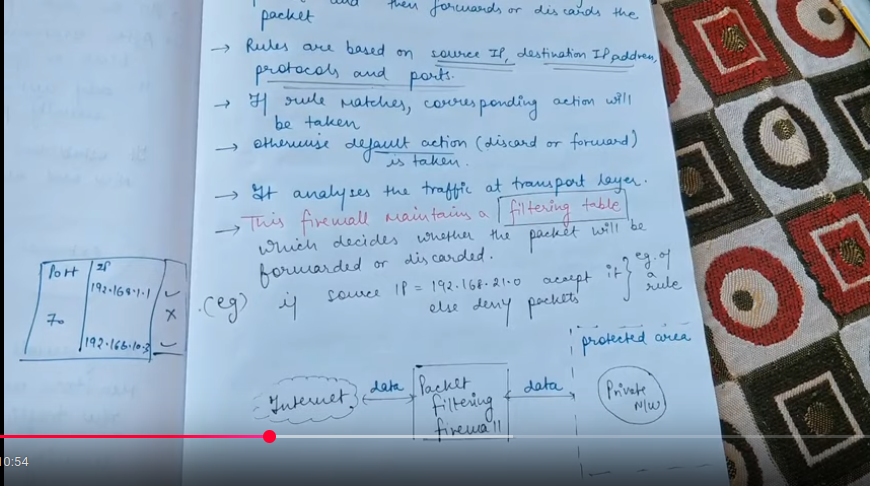 and then forwards or discards the
packet
→ Rules are based on source IP, destination IP address,
protocols and ports.
→ If rule matches, corresponding action will
be taken
→ otherwise default action (discard or forward)
is taken.
→ It analyses the traffic at transport layer.
→ This firewall maintains a filtering table
which decides whether the packet will be
forwarded or discarded.
(eg) if source IP = 192.168.21.0 accept it } eg. of
else deny packets a rule
Port IP
192.168.1.1 ✓
70 X
192.168.10.3 ✓
protected area
Internet data Packet filtering firewall data Private N/W
10:54